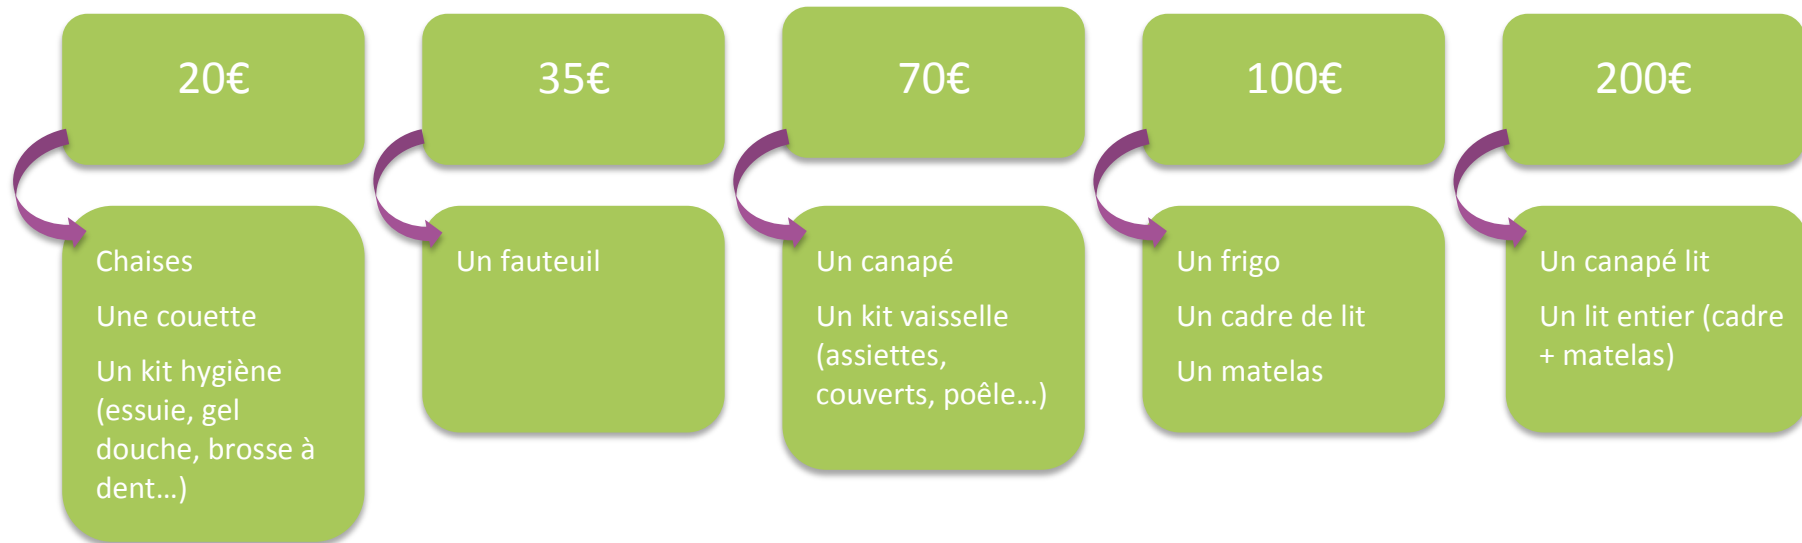 20€
Chaises
Une couette
Un kit hygiène
(essuie, gel
douche, brosse à
dent…)
35€
Un fauteuil
70€
Un canapé
Un kit vaisselle
(assiettes,
couverts, poêle…)
100€
Un frigo
Un cadre de lit
Un matelas
200€
Un canapé lit
Un lit entier (cadre
+ matelas)